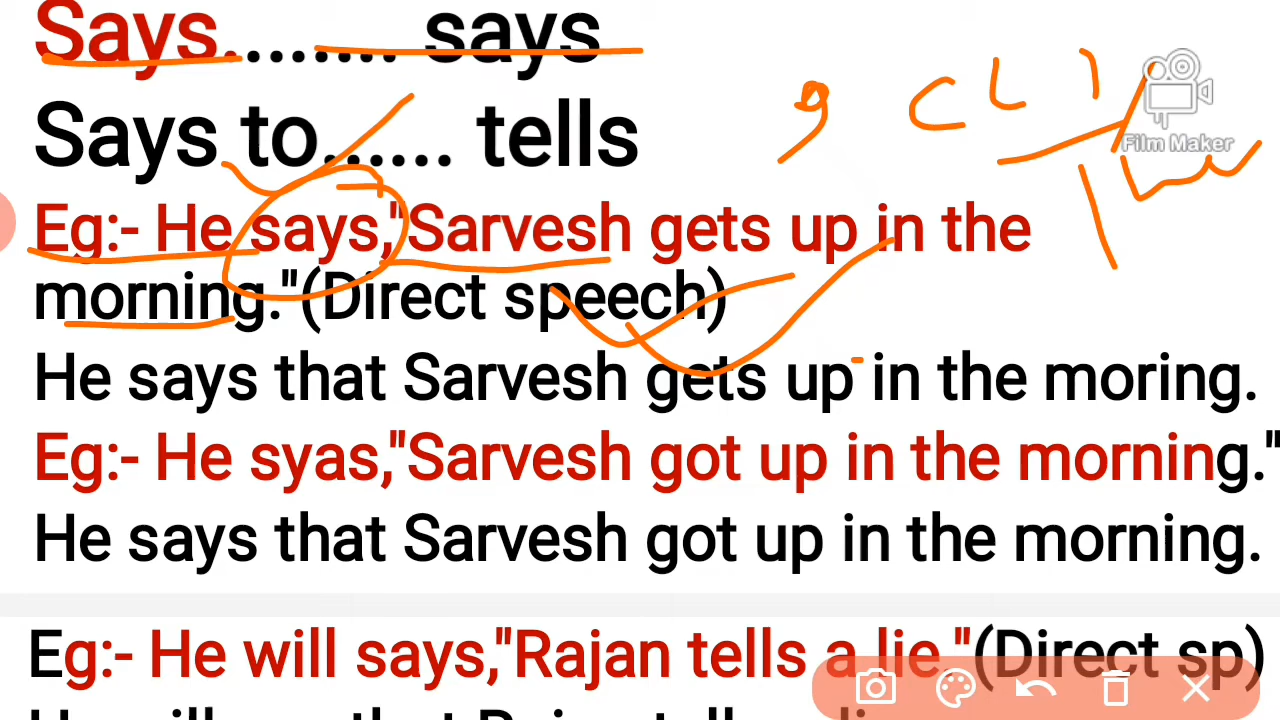 Says........ says
Says to...... tells
Film Maker
Eg:- He says,"Sarvesh gets up in the
morning."(Direct speech)
He says that Sarvesh gets up in the moring.
Eg:- He syas,"Sarvesh got up in the morning."
He says that Sarvesh got up in the morning.
Eg:- He will says,"Rajan tells a lie."(Direct sp)